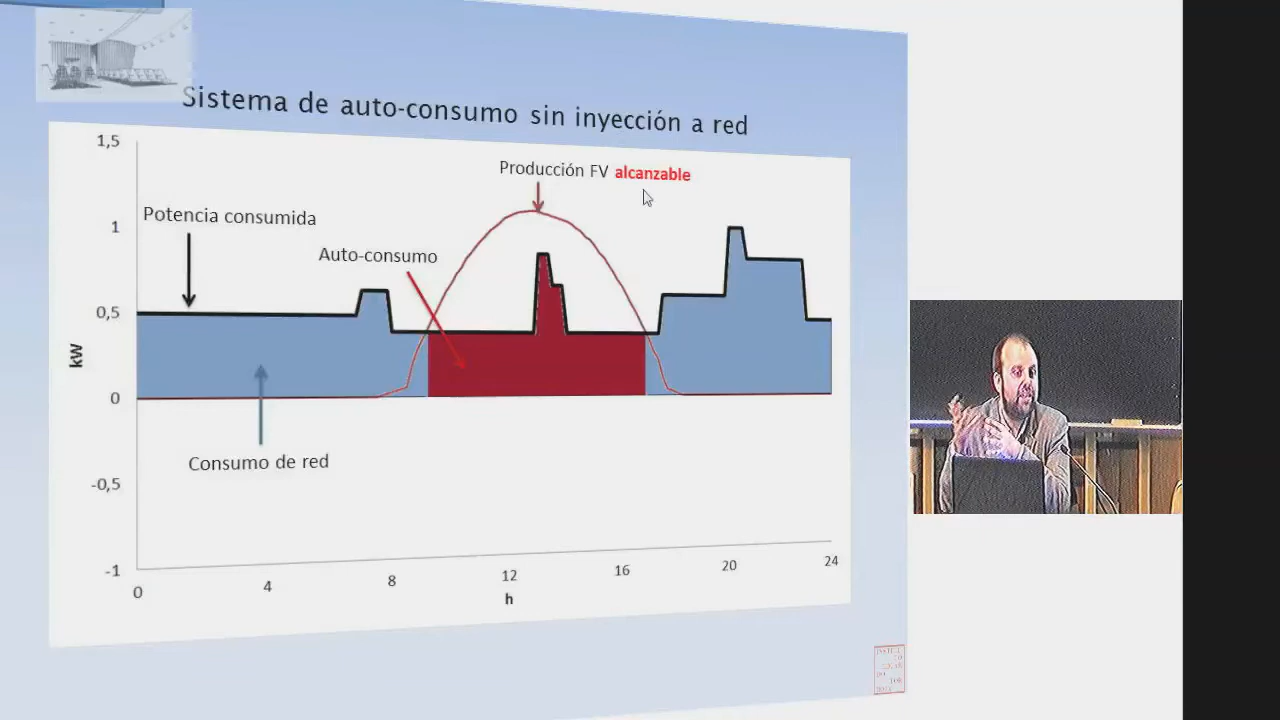 Sistema de auto-consumo sin inyección a red
1,5
Producción FV alcanzable
Potencia consumida
1
Auto-consumo
0,5
kW
0
Consumo de red
-0,5
-1
0
4
8
12
16
20
24
h